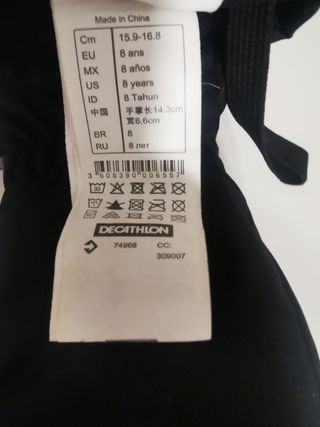 Made in China
Cm 15.9-16.8
EU 8 ans
MX 8 años
US 8 years
ID 8 Tahun
中国 手掌长14.3cm
宽6.6cm
BR 8
RU 8 лет
3 608390 006557
DECATHLON
74968 CC:
309007